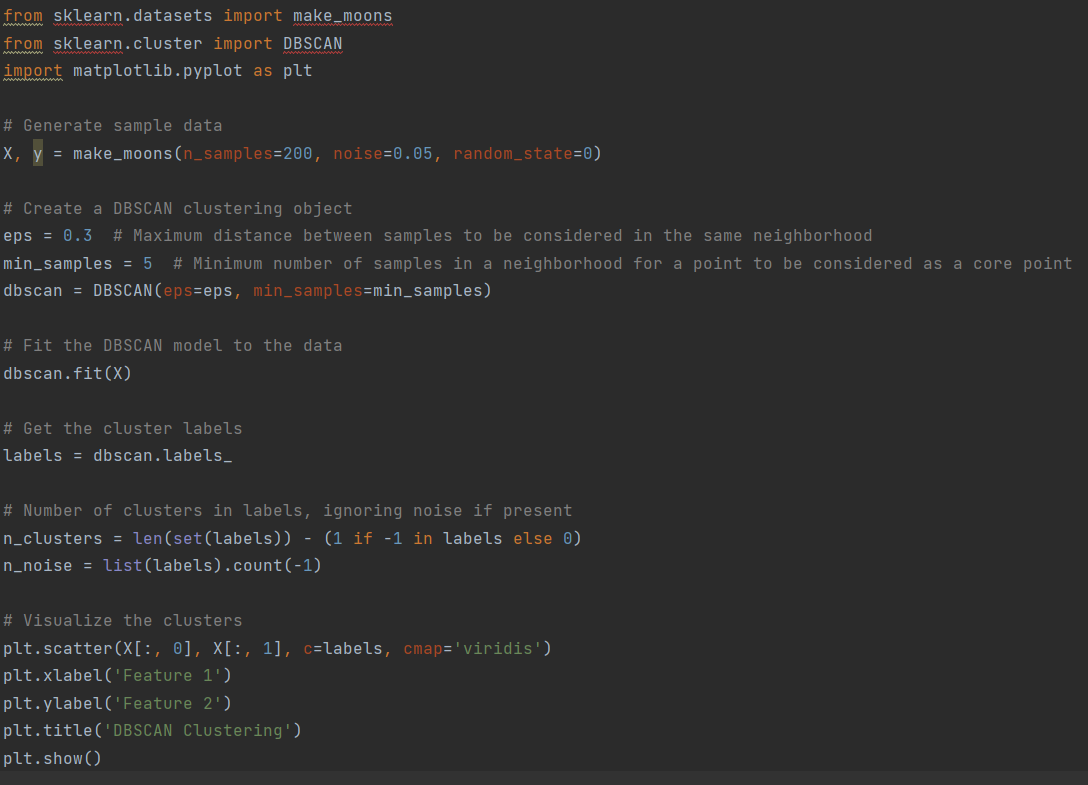 from sklearn.datasets import make_moons
from sklearn.cluster import DBSCAN
import matplotlib.pyplot as plt
# Generate sample data
X, y = make_moons(n_samples=200, noise=0.05, random_state=0)
# Create a DBSCAN clustering object
eps = 0.3  # Maximum distance between samples to be considered in the same neighborhood
min_samples = 5  # Minimum number of samples in a neighborhood for a point to be considered as a core point
dbscan = DBSCAN(eps=eps, min_samples=min_samples)
# Fit the DBSCAN model to the data
dbscan.fit(X)
# Get the cluster labels
labels = dbscan.labels_
# Number of clusters in labels, ignoring noise if present
n_clusters = len(set(labels)) - (1 if -1 in labels else 0)
n_noise = list(labels).count(-1)
# Visualize the clusters
plt.scatter(X[:, 0], X[:, 1], c=labels, cmap='viridis')
plt.xlabel('Feature 1')
plt.ylabel('Feature 2')
plt.title('DBSCAN Clustering')
plt.show()